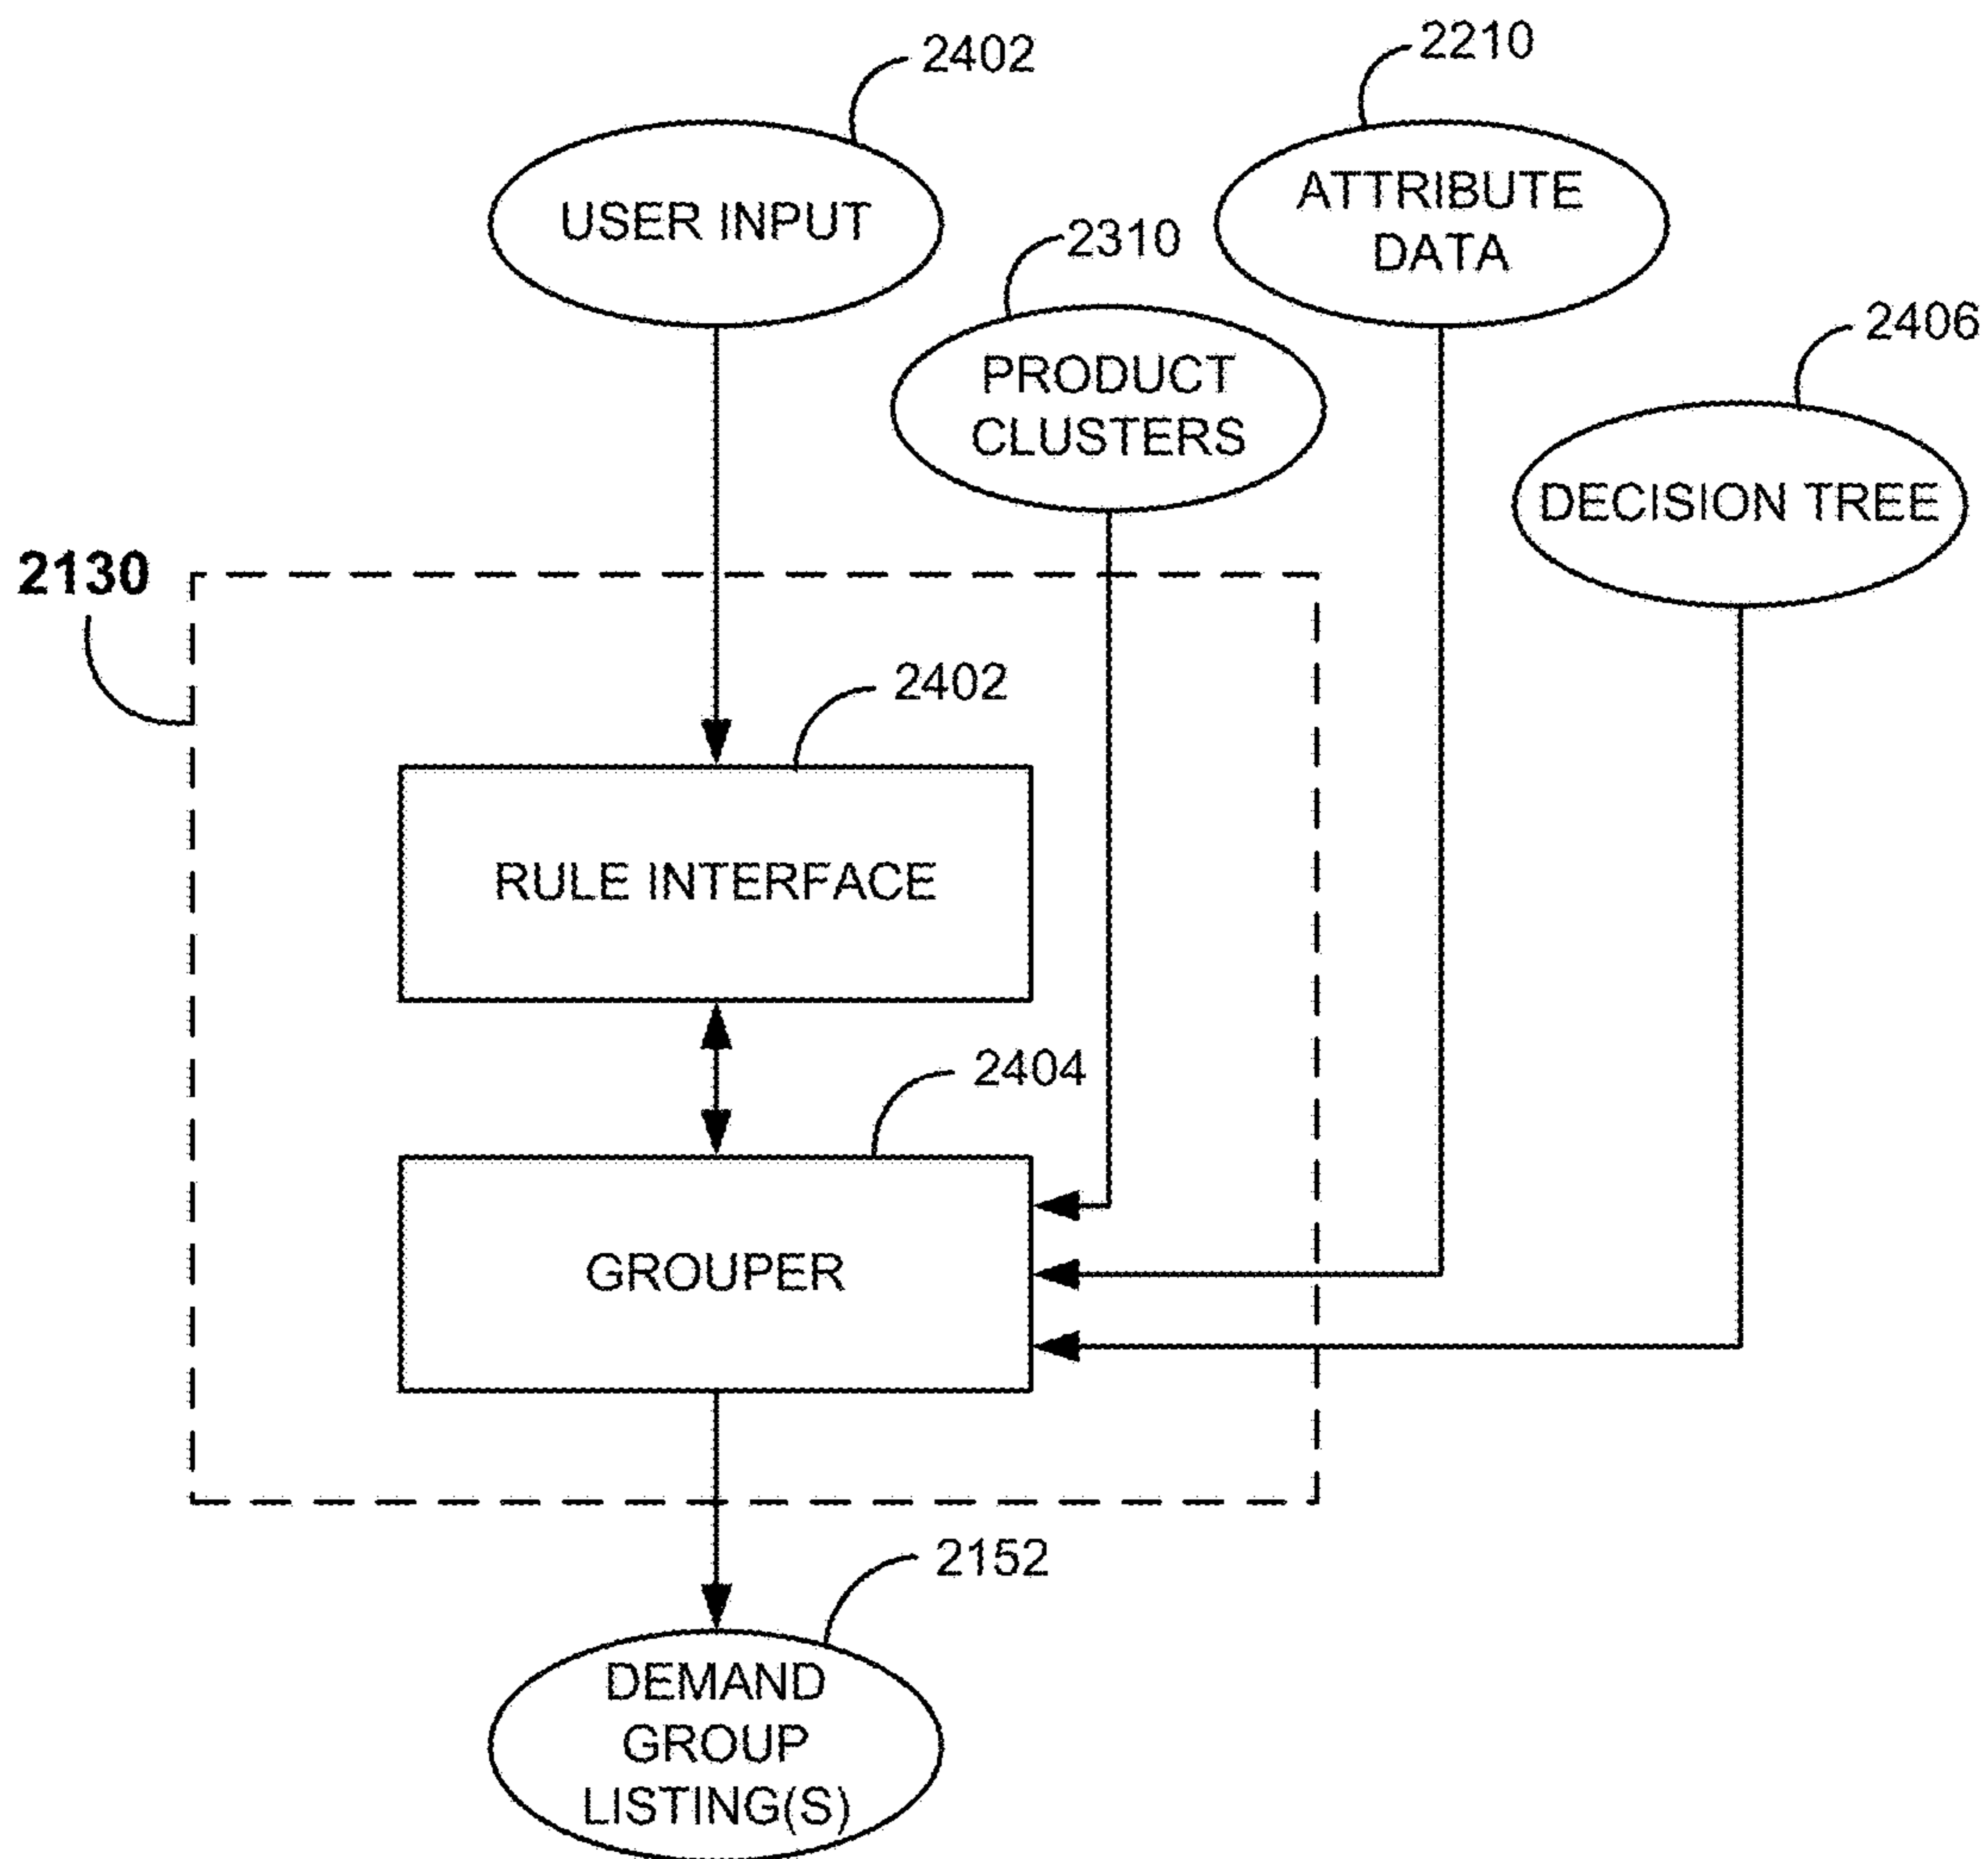 2402
2210
USER INPUT
ATTRIBUTE
DATA
2310
PRODUCT
CLUSTERS
2406
DECISION TREE
2130
2402
RULE INTERFACE
2404
GROUPER
2152
DEMAND
GROUP
LISTING(S)